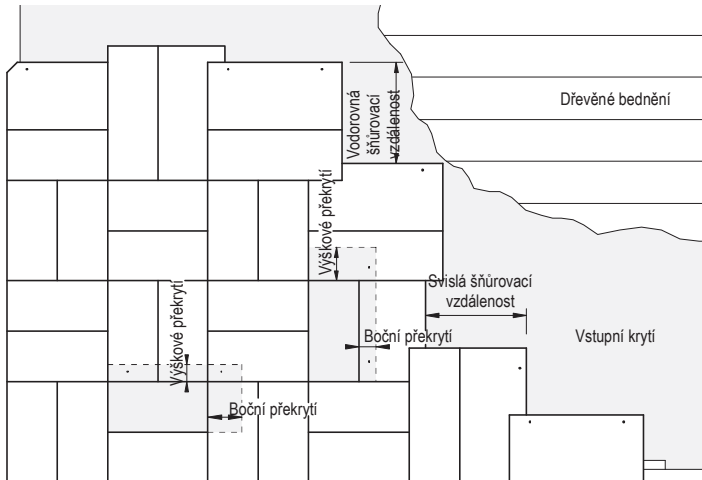 Dřevěné bednění
Vodorovná
šňůrovací
vzdálenost
Výškové překrytí
Svislá šňůrovací
vzdálenost
Výškové překrytí
Boční překrytí
Vstupní krytí
Boční překrytí